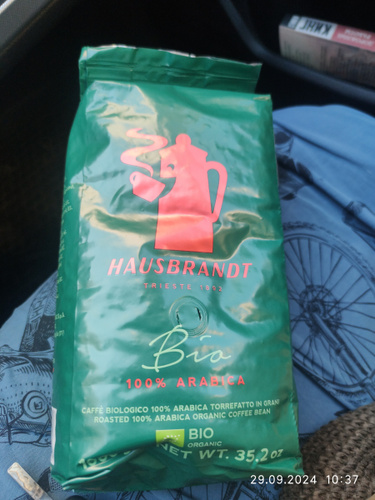 HAUSBRANDT
TRIESTE 1892
Bio
100% ARABICA
CAFFÈ BIOLOGICO 100% ARABICA TORREFATTO IN GRANI
ROASTED 100% ARABICA ORGANIC COFFEE BEAN
BIO
ORGANIC
NET WT. 35,2 oz
29.09.2024 10:37